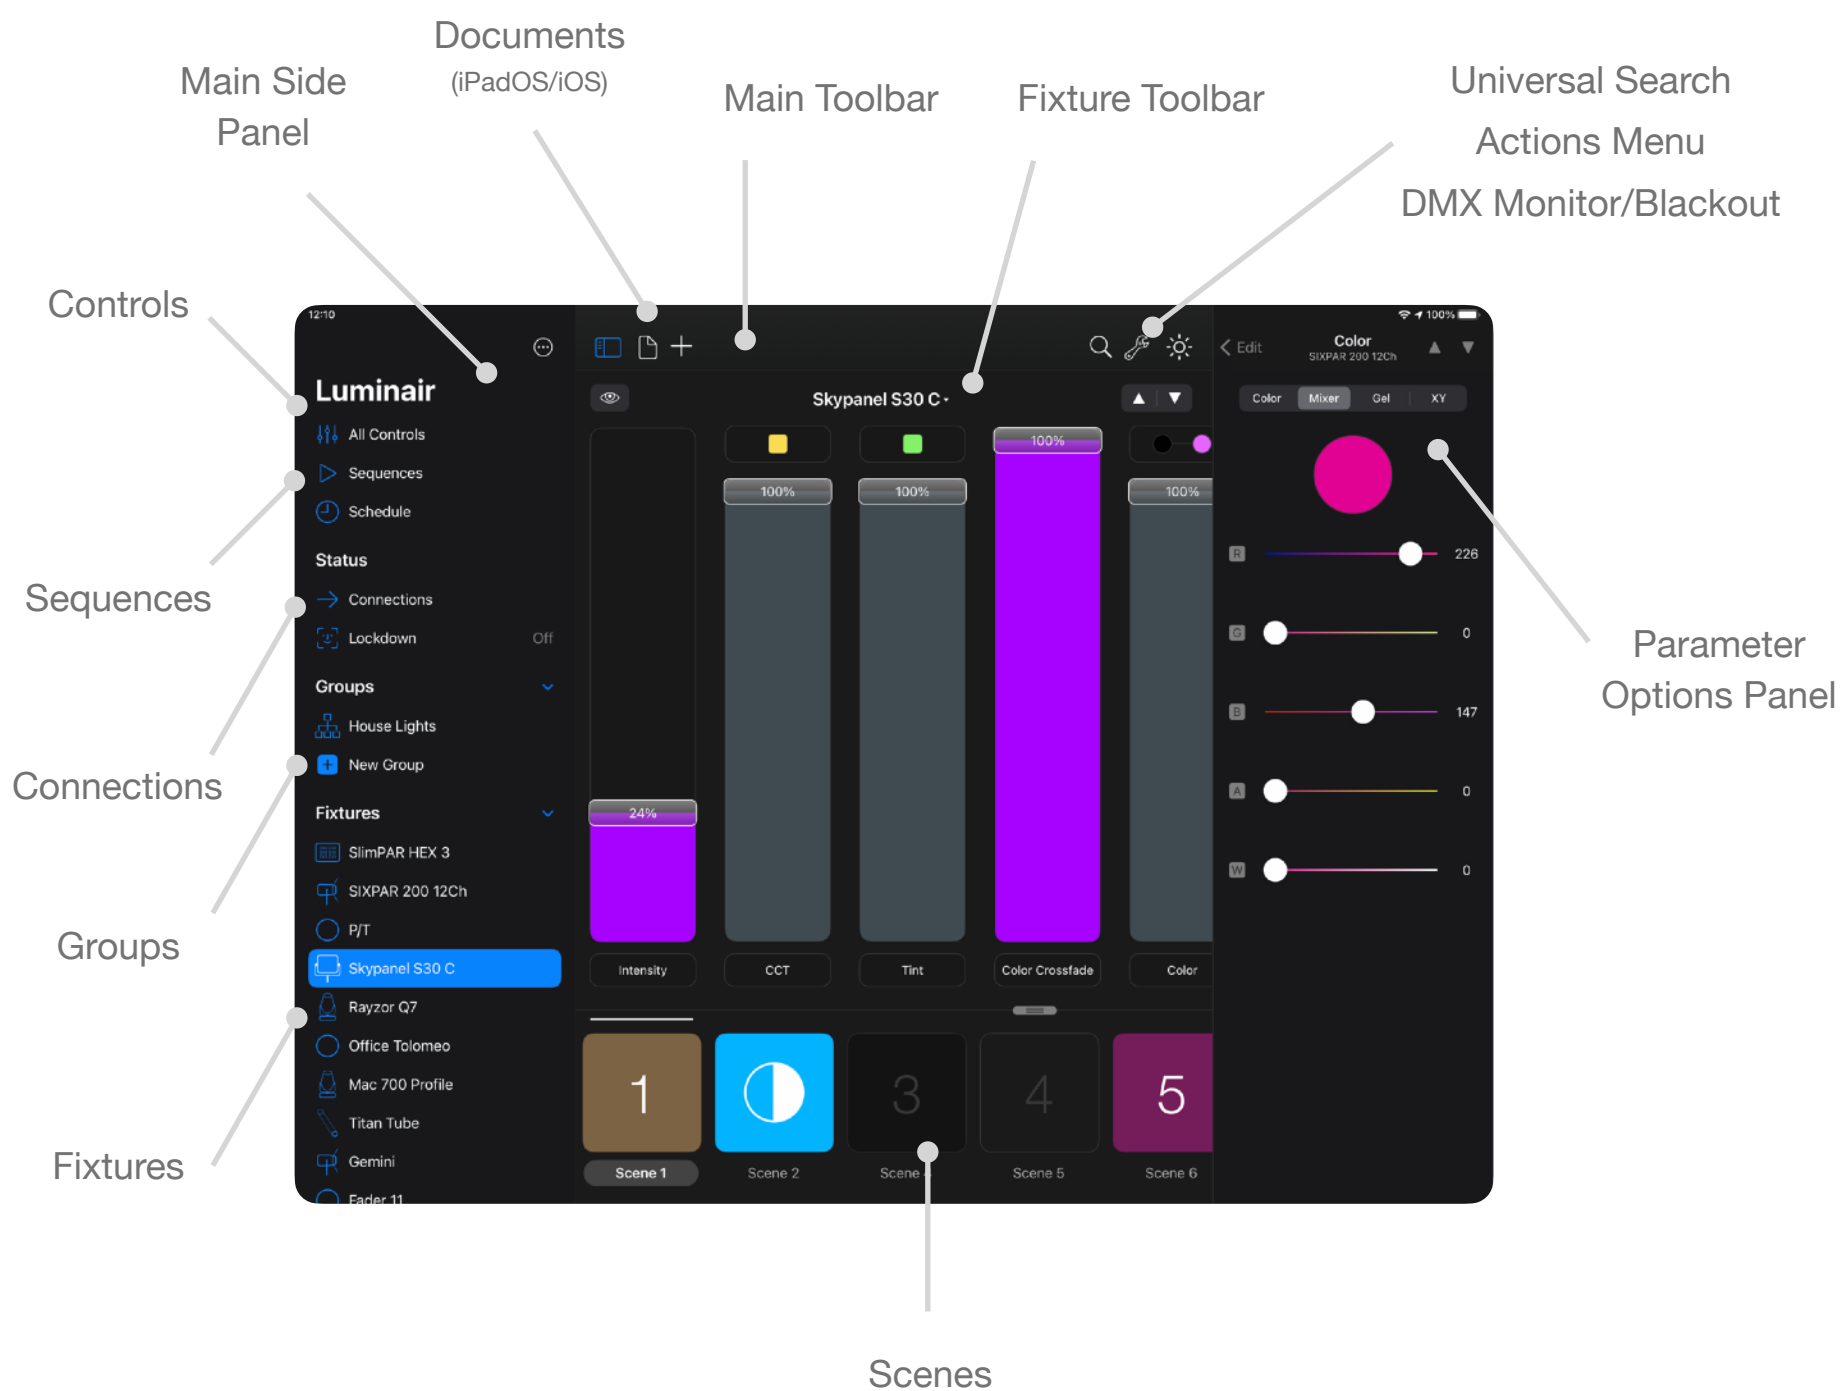 Documents
(iPadOS/iOS)
Main Side
Panel
Main Toolbar
Fixture Toolbar
Universal Search
Actions Menu
DMX Monitor/Blackout
Controls
Sequences
Connections
Groups
Fixtures
12:10
Luminair
All Controls
Sequences
Schedule
Status
Connections
Lockdown Off
Groups
House Lights
New Group
Fixtures
SlimPAR HEX 3
SIXPAR 200 12Ch
P/T
Skypanel S30 C
Rayzor Q7
Office Tolomeo
Mac 700 Profile
Titan Tube
Gemini
Fader 11
Skypanel S30 C
100%
100% 100% 100%
24%
Intensity CCT Tint Color Crossfade Color
1 3 4 5
Scene 1 Scene 2 Scene Scene 5 Scene 6
100%
Edit Color
SIXPAR 200 12Ch
Color Mixer Gel XY
R 226
G 0
B 147
A 0
W 0
Parameter
Options Panel
Scenes